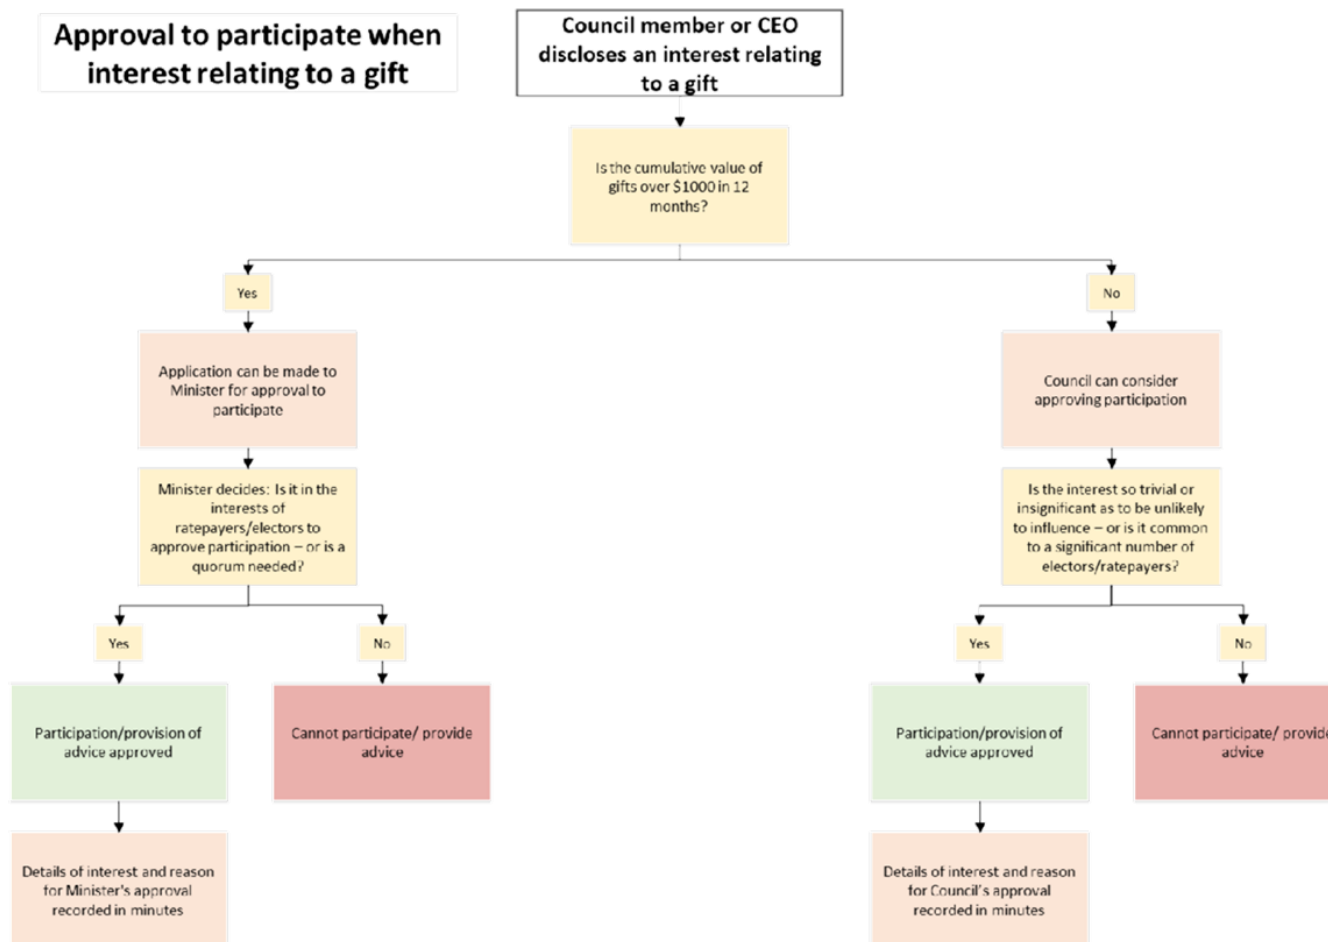 Approval to participate when
interest relating to a gift
Council member or CEO
discloses an interest relating
to a gift
Is the cumulative value of
gifts over $1000 in 12
months?
Yes
No
Application can be made to
Minister for approval to
participate
Council can consider
approving participation
Minister decides: Is it in the
interests of
ratepayers/electors to
approve participation – or is a
quorum needed?
Is the interest so trivial or
insignificant as to be unlikely
to influence – or is it common
to a significant number of
electors/ratepayers?
Yes
No
Yes
No
Participation/provision of
advice approved
Cannot participate/ provide
advice
Participation/provision of
advice approved
Cannot participate/ provide
advice
Details of interest and reason
for Minister's approval
recorded in minutes
Details of interest and reason
for Council's approval
recorded in minutes